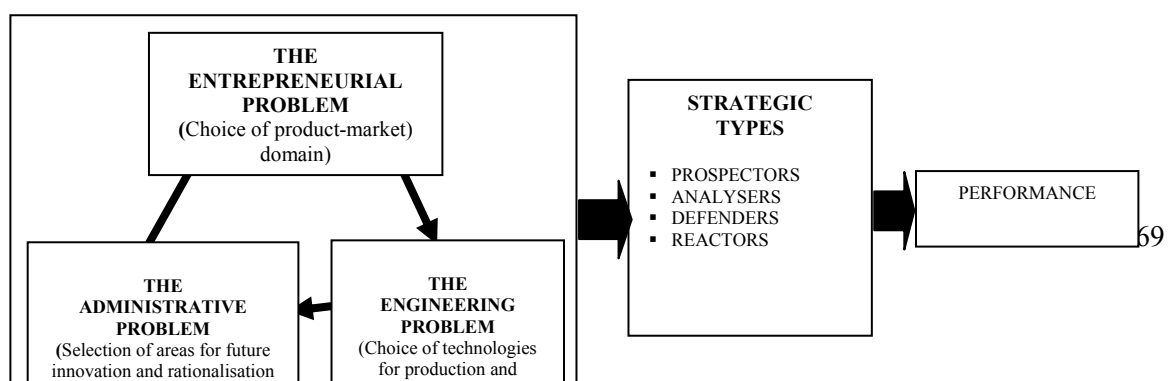 THE
ENTREPRENEURIAL
PROBLEM
(Choice of product-market)
domain)
THE
ADMINISTRATIVE
PROBLEM
(Selection of areas for future
innovation and rationalisation
THE
ENGINEERING
PROBLEM
(Choice of technologies
for production and
STRATEGIC
TYPES
▪ PROSPECTORS
▪ ANALYSERS
▪ DEFENDERS
▪ REACTORS
PERFORMANCE
69